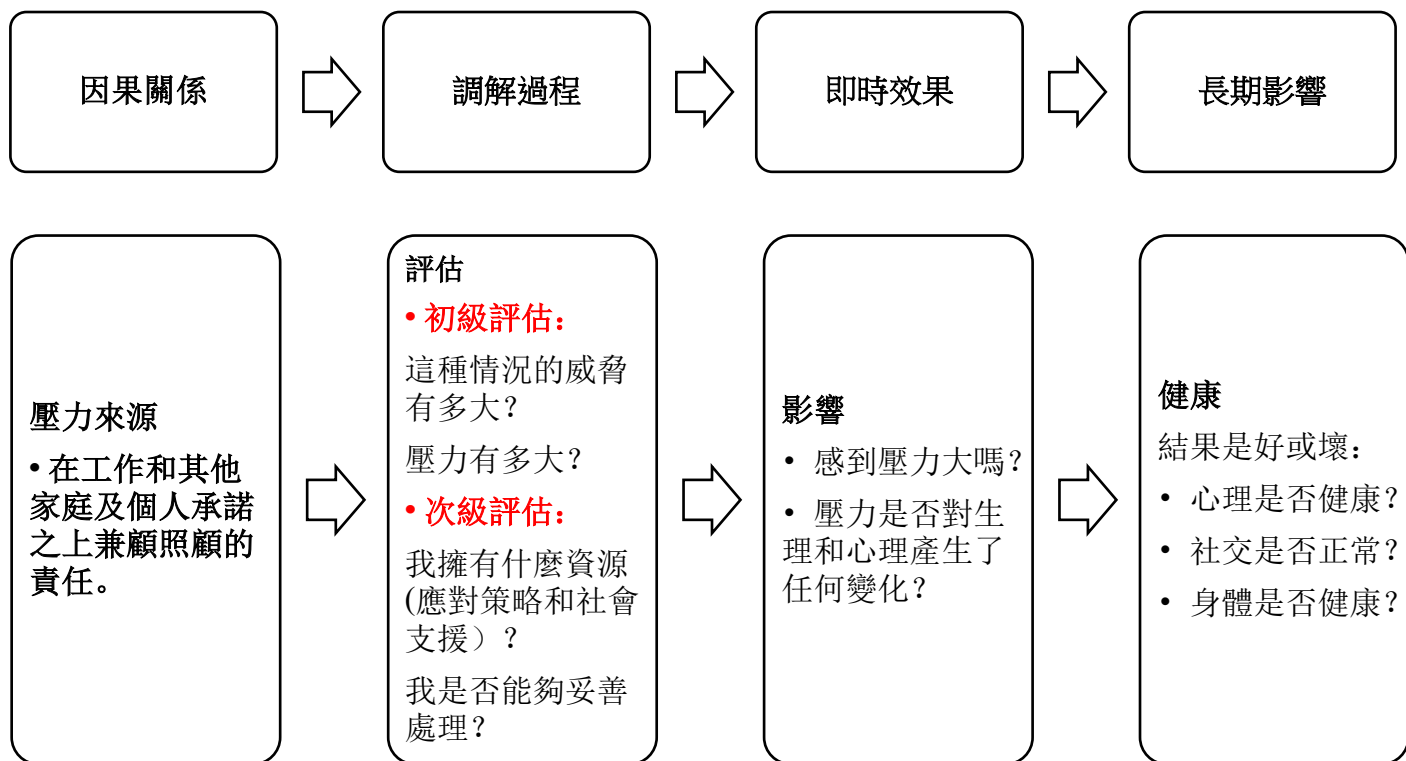 因果關係
調解過程
即時效果
長期影響
壓力來源
• 在工作和其他
家庭及個人承諾
之上兼顧照顧的
責任。
評估
• 初級評估：
這種情況的威脅
有多大？
壓力有多大？
• 次級評估：
我擁有什麼資源
(應對策略和社會
支援）？
我是否能夠妥善
處理？
影響
• 感到壓力大嗎？
• 壓力是否對生
理和心理產生了
任何變化？
健康
結果是好或壞：
• 心理是否健康？
• 社交是否正常？
• 身體是否健康？